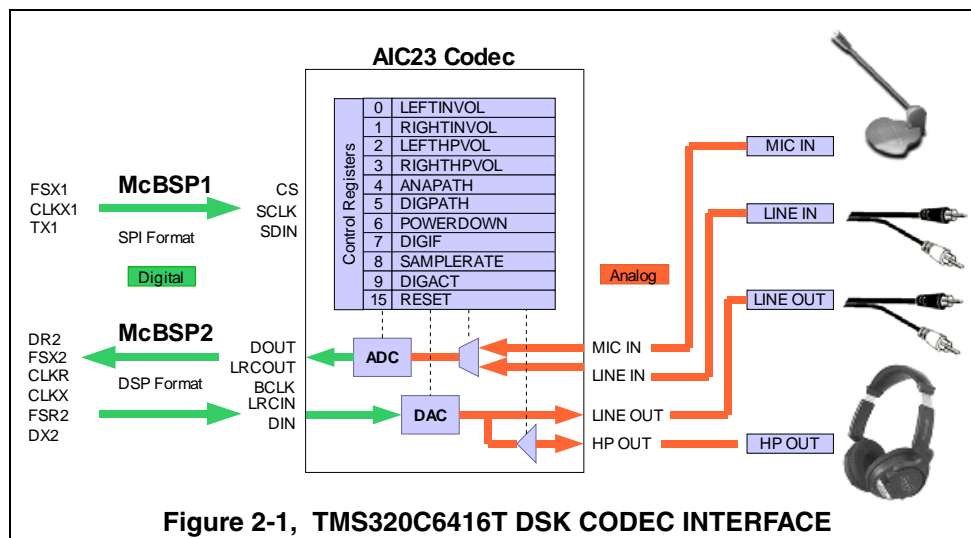 AIC23 Codec
Control Registers
0 LEFTINVOL
1 RIGHTINVOL
2 LEFTHPVOL
3 RIGHTHPVOL
4 ANAPATH
5 DIGPATH
6 POWERDOWN
7 DIGIF
8 SAMPLERATE
9 DIGACT
15 RESET
FSX1
CLKX1
TX1
McBSP1
SPI Format
CS
SCLK
SDIN
Digital
Analog
MIC IN
LINE IN
LINE OUT
HP OUT
DR2
FSX2
CLKR
CLKX
FSR2
DX2
McBSP2
DSP Format
DOUT
LRCOUT
BCLK
LRCIN
DIN
ADC
DAC
MIC IN
LINE IN
LINE OUT
HP OUT
Figure 2-1, TMS320C6416T DSK CODEC INTERFACE